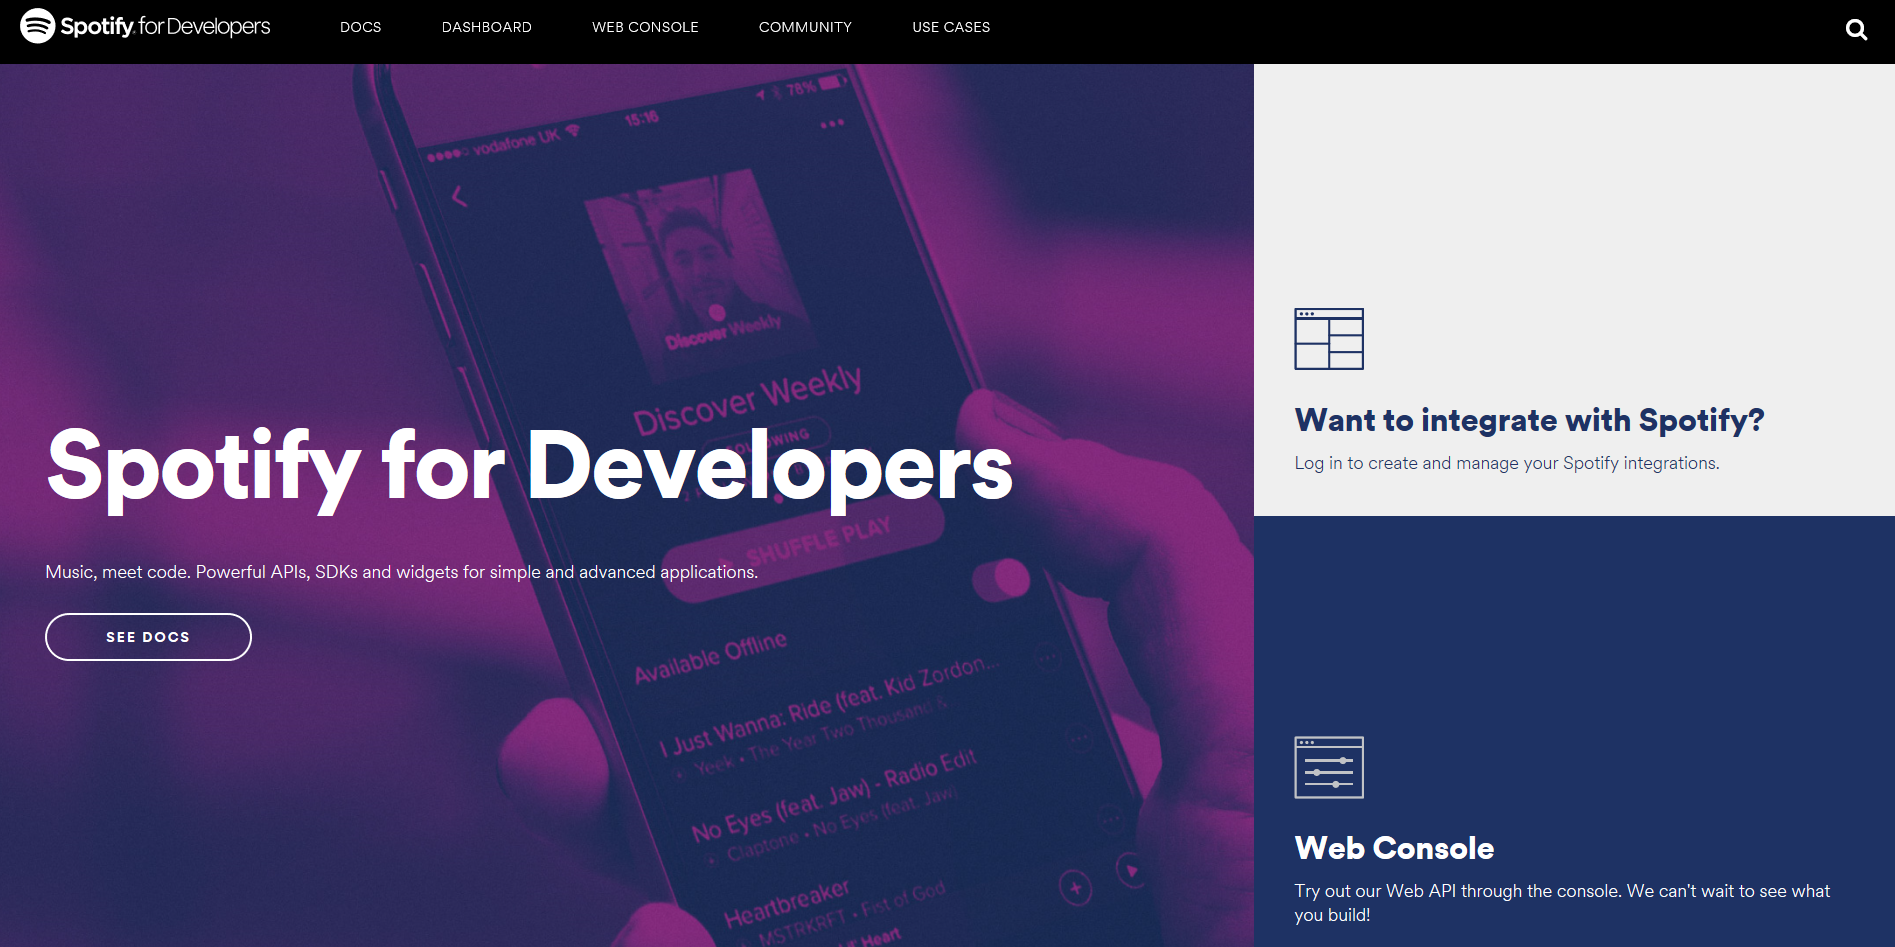 Spotify for Developers
DOCS
DASHBOARD
WEB CONSOLE
COMMUNITY
USE CASES
vodafone UK
15:16
78%
Discover Weekly
Discover Weekly
Spotify for Developers
SHUFFLE PLAY
Music, meet code. Powerful APIs, SDKs and widgets for simple and advanced applications.
SEE DOCS
Available Offline
I Just Wanna: Ride (feat. Kid Zordon...
Yeek • The Year Two Thousand &
No Eyes (feat. Jaw) - Radio Edit
Claptone • No Eyes (feat. Jaw)
Heartbreaker
MSTRKRFT • Fist of God
Heart
Want to integrate with Spotify?
Log in to create and manage your Spotify integrations.
Web Console
Try out our Web API through the console. We can't wait to see what
you build!